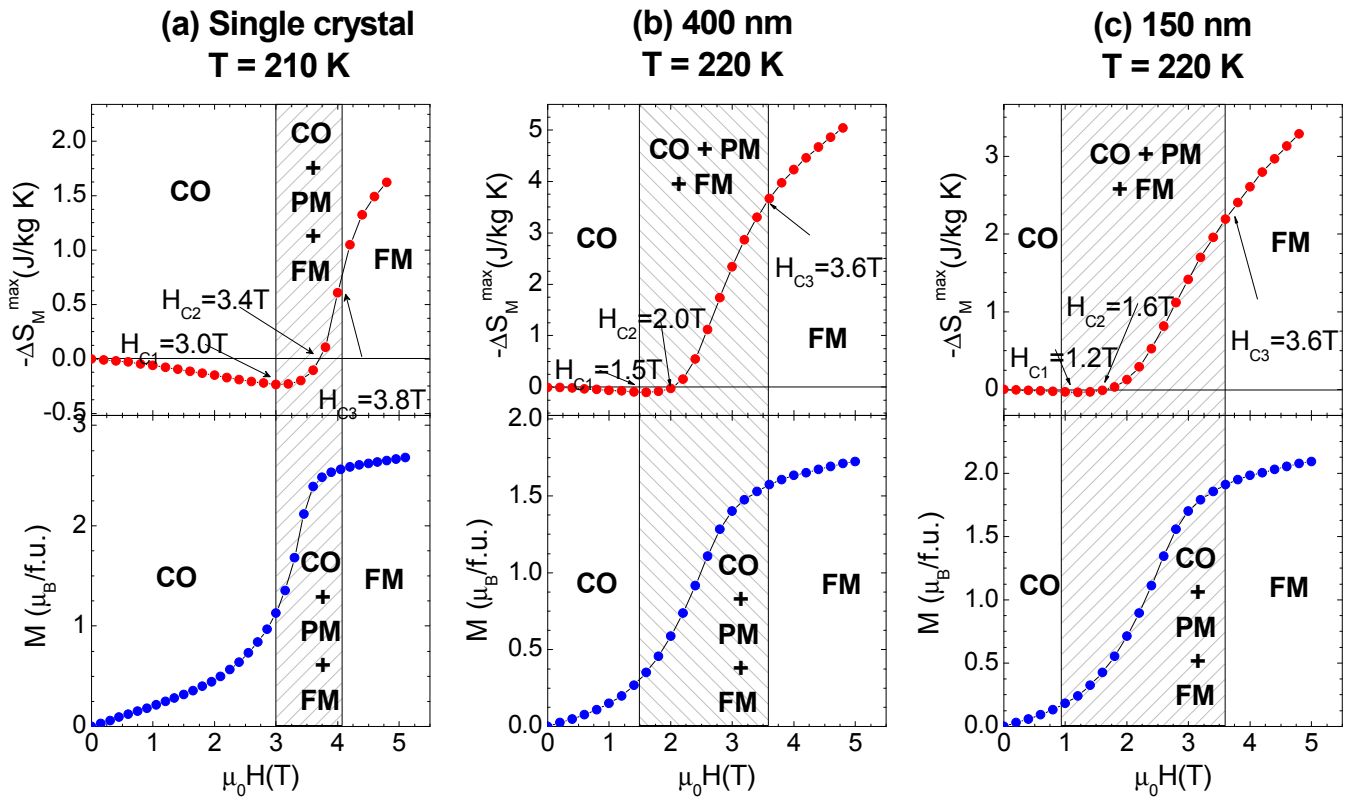 (a) Single crystal
T = 210 K
(b) 400 nm
T = 220 K
(c) 150 nm
T = 220 K
-ΔS_M^max(J/kg K)
2.0
1.5
1.0
0.5
0.0
-0.5
CO
CO
+
PM
+
FM
FM
H_C2=3.4T
H_C1=3.0T
H_C3=3.8T
M (μ_B/f.u.)
3
2
1
0
CO
CO
+
PM
+
FM
FM
0 1 2 3 4 5
μ_0H(T)
-ΔS_M^max(J/kg K)
5
4
3
2
1
0
CO + PM
+ FM
CO
H_C3=3.6T
H_C2=2.0T
H_C1=1.5T
FM
M (μ_B/f.u.)
2.0
1.5
1.0
0.5
0.0
CO
CO
+
PM
+
FM
FM
0 1 2 3 4 5
μ_0H(T)
-ΔS_M^max(J/kg K)
3
2
1
0
CO + PM
+ FM
CO
FM
H_C2=1.6T
H_C1=1.2T
H_C3=3.6T
M (μ_B/f.u.)
2.0
1.5
1.0
0.5
0.0
CO
CO
+
PM
+
FM
FM
0 1 2 3 4 5
μ_0H(T)